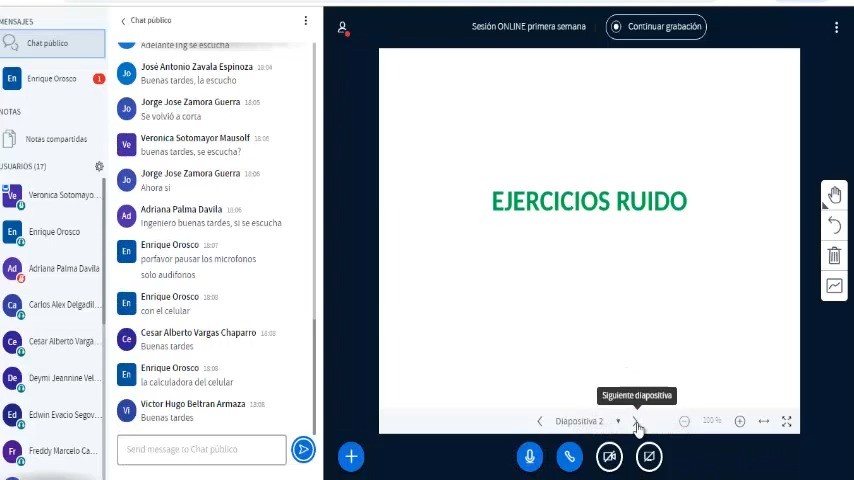 MENSAJES
Chat público
Enrique Orosco
1
NOTAS
Notas compartidas
USUARIOS (17)
Veronica Sotomayo...
Enrique Orosco
Adriana Palma Davila
Carlos Alex Delgadil...
Cesar Alberto Varga...
Deymi Jeannine Vel...
Edwin Evacio Segov...
Freddy Marcelo Ca...
Chat público
Adelante ing se escucha
José Antonio Zavala Espinoza 18:04
Buenas tardes, la escucho
Jorge Jose Zamora Guerra 18:05
Se volvió a corta
Veronica Sotomayor Mausolf 18:06
buenas tardes, se escucha?
Jorge Jose Zamora Guerra 18:06
Ahora si
Adriana Palma Davila 18:06
Ingeniero buenas tardes, si se escucha
Enrique Orosco 18:07
porfavor pausar los microfonos
solo audifonos
Enrique Orosco 18:08
con el celular
Cesar Alberto Vargas Chaparro 18:08
Buenas tardes
Enrique Orosco 18:08
la calculadora del celular
Victor Hugo Beltran Armaza 18:08
Buenas tardes
Send message to Chat público
Sesión ONLINE primera semana
Continuar grabación
EJERCICIOS RUIDO
Siguiente diapositiva
Diapositiva 2
100 %